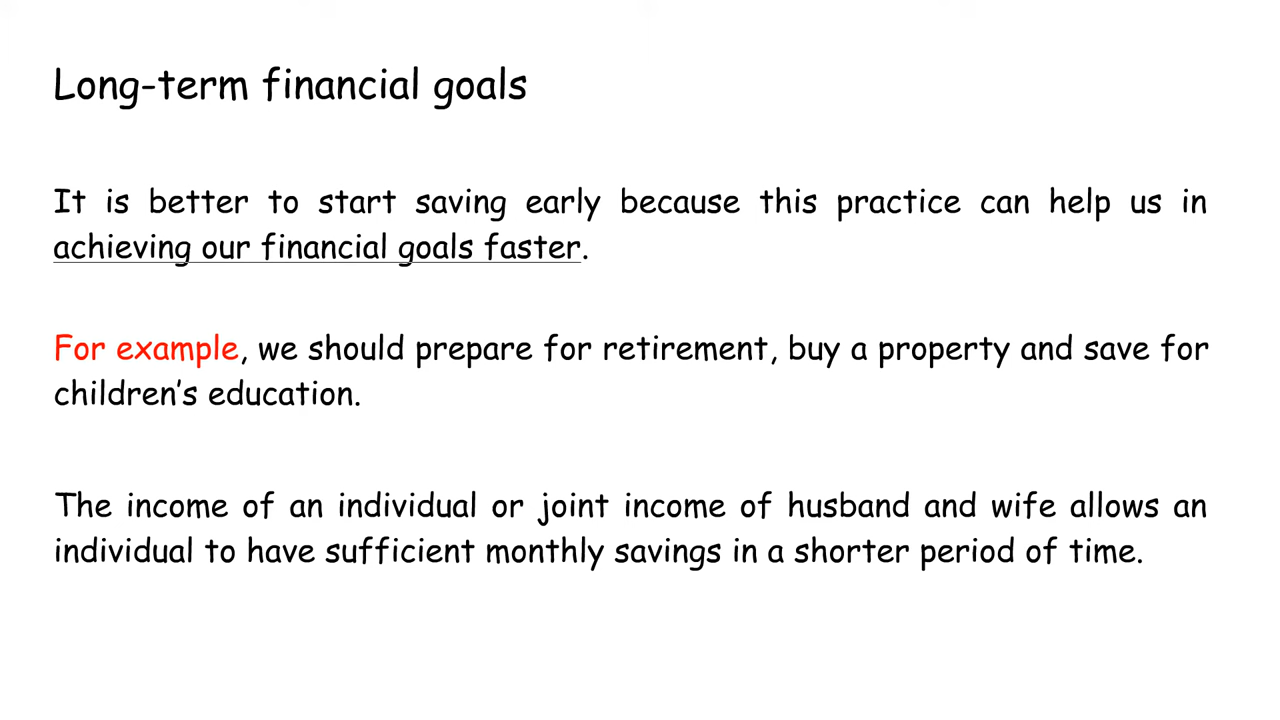 Long-term financial goals
It is better to start saving early because this practice can help us in
achieving our financial goals faster.
For example, we should prepare for retirement, buy a property and save for
children’s education.
The income of an individual or joint income of husband and wife allows an
individual to have sufficient monthly savings in a shorter period of time.